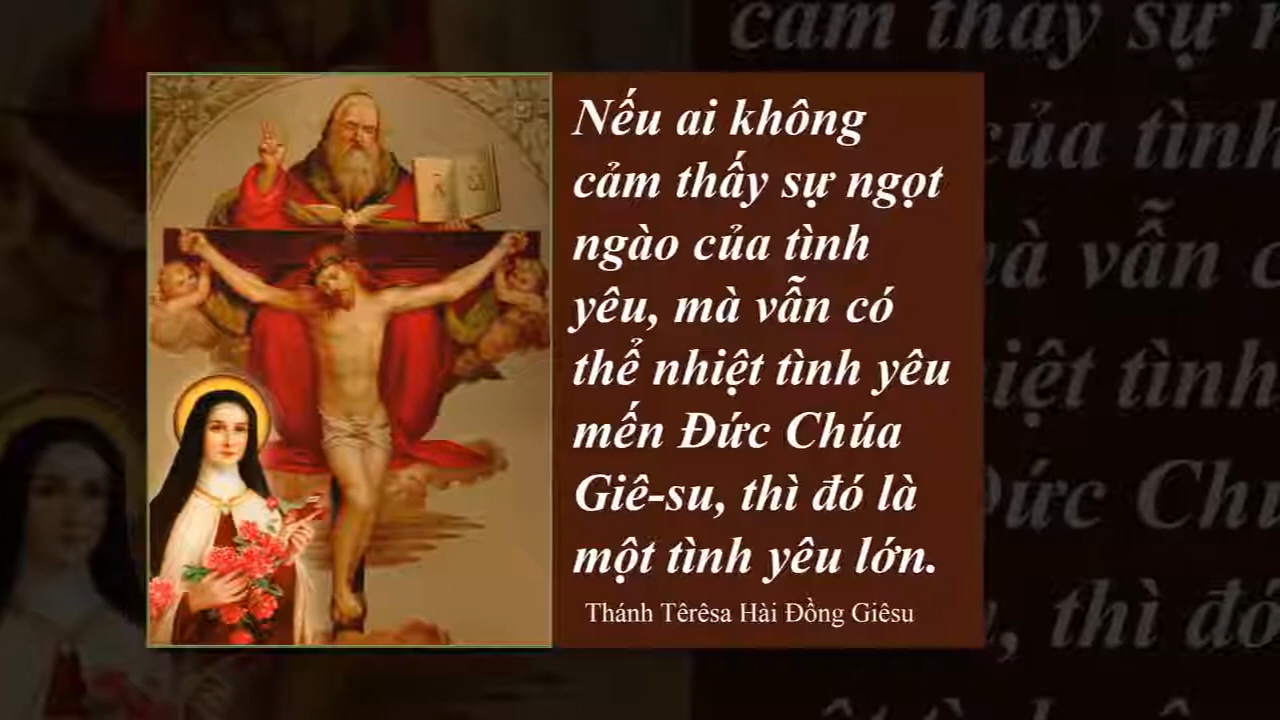 Nếu ai không
cảm thấy sự ngọt
ngào của tình
yêu, mà vẫn có
thể nhiệt tình yêu
mến Đức Chúa
Giê-su, thì đó là
một tình yêu lớn.
Thánh Têrêsa Hài Đồng Giêsu